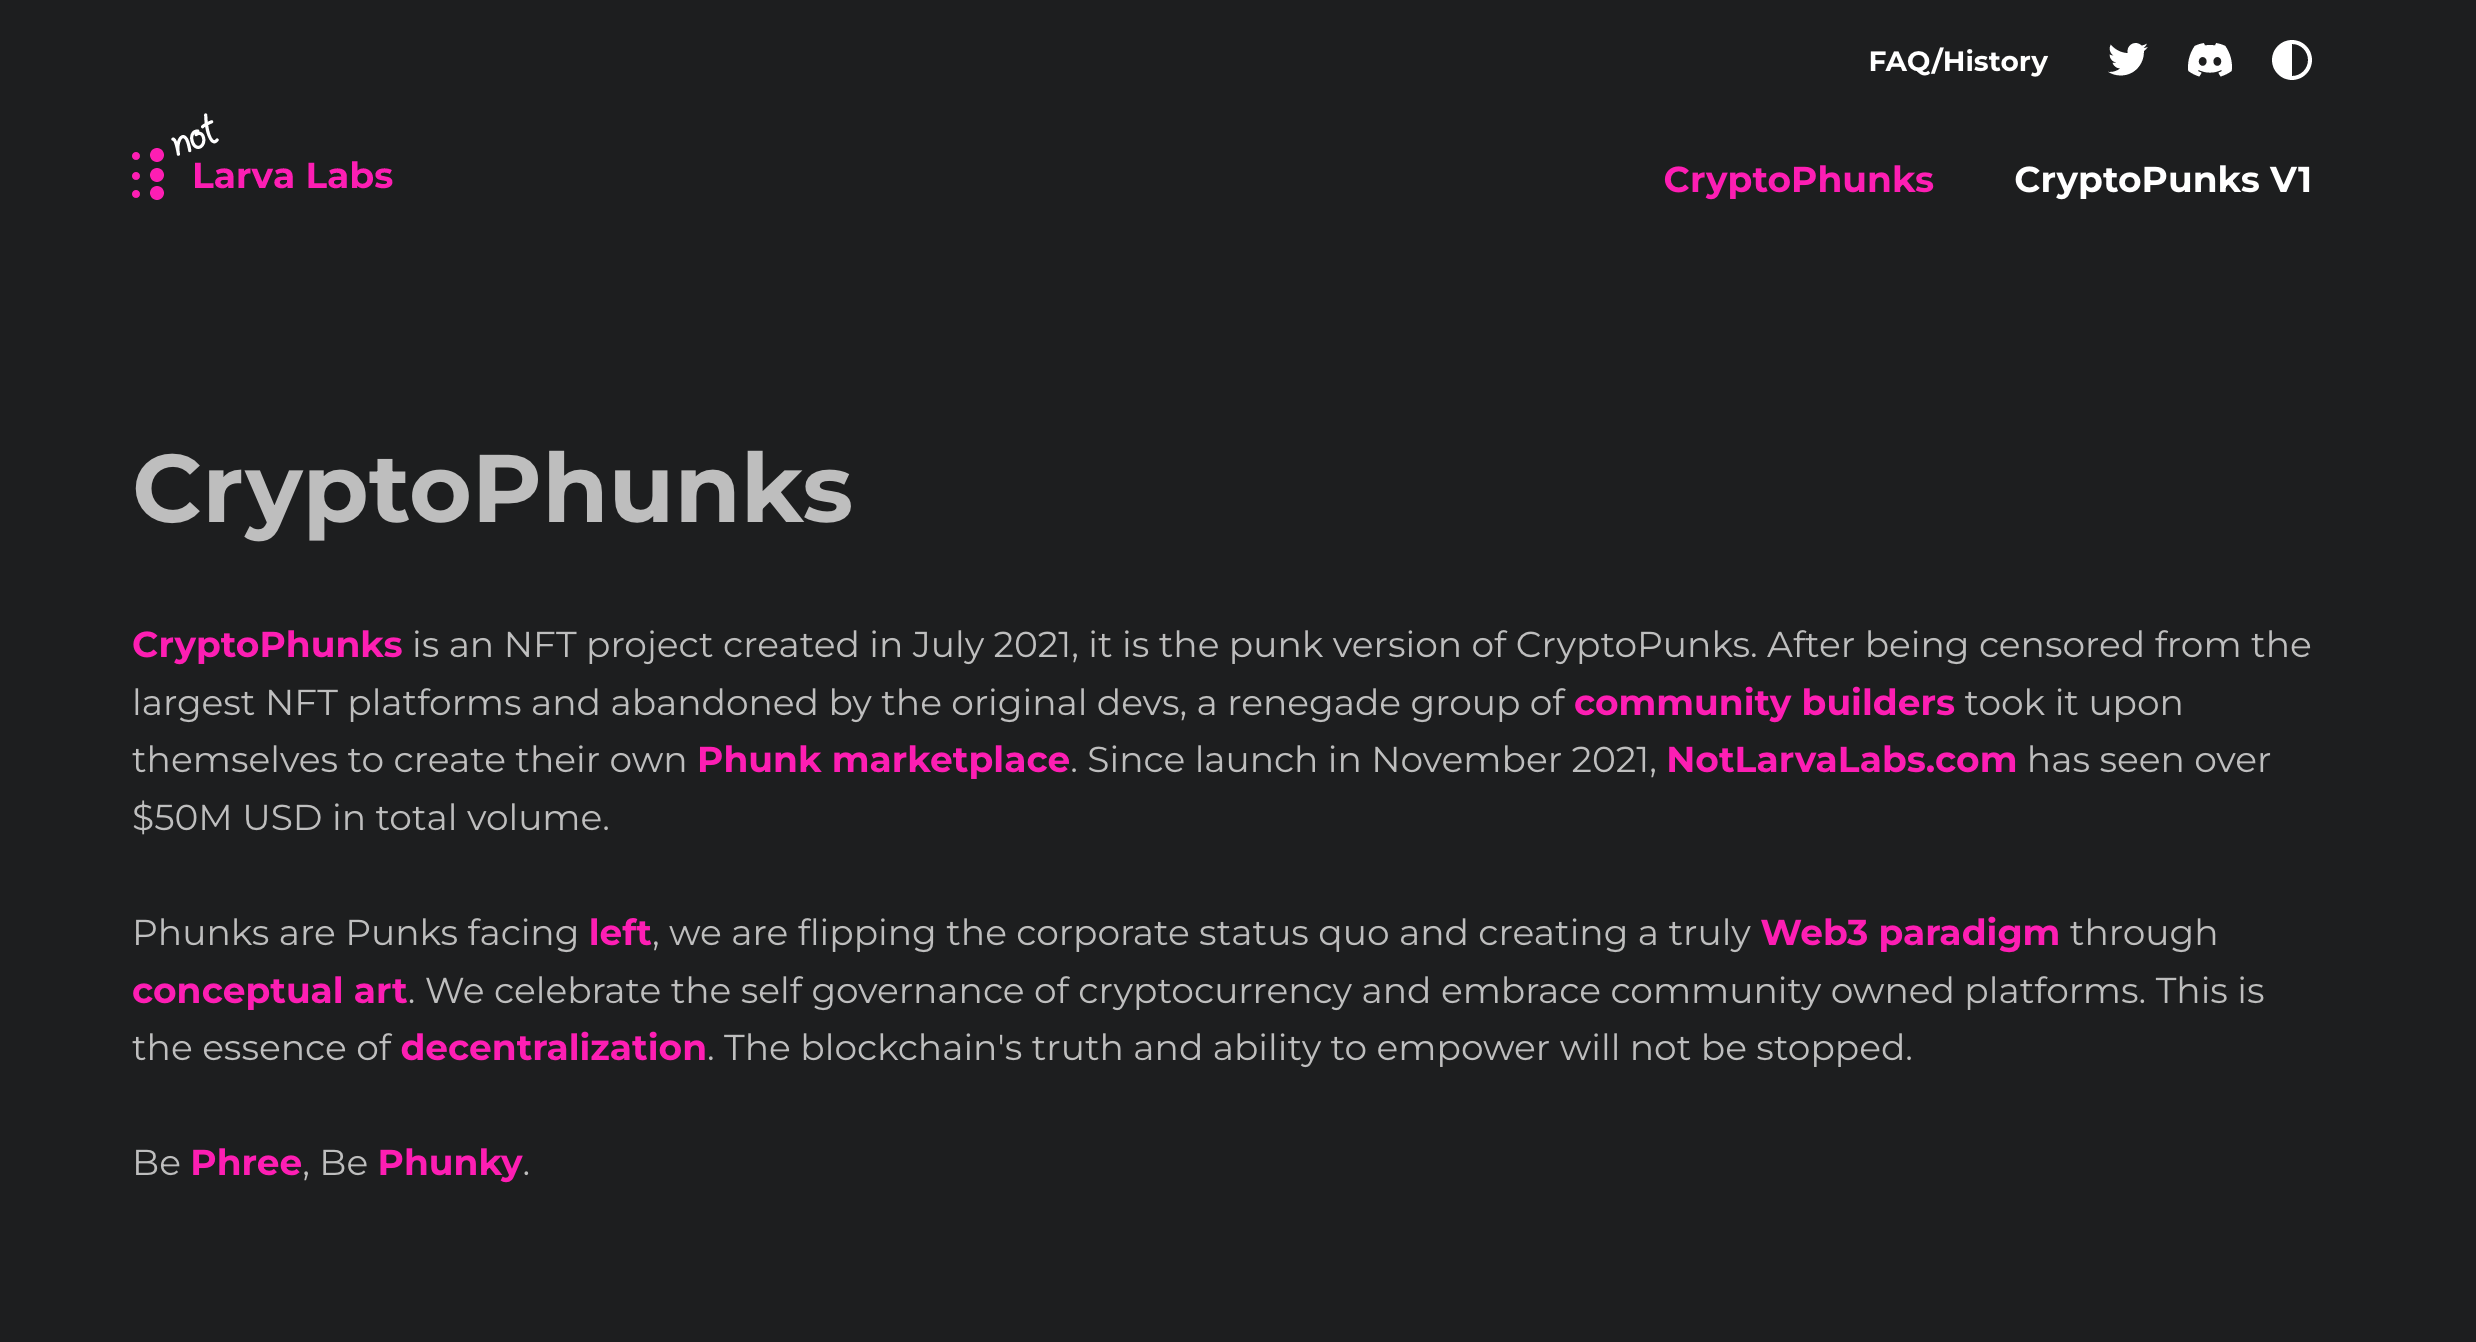 FAQ/History
not
Larva Labs
CryptoPhunks
CryptoPunks V1
CryptoPhunks
CryptoPhunks is an NFT project created in July 2021, it is the punk version of CryptoPunks. After being censored from the
largest NFT platforms and abandoned by the original devs, a renegade group of community builders took it upon
themselves to create their own Phunk marketplace. Since launch in November 2021, NotLarvaLabs.com has seen over
$50M USD in total volume.
Phunks are Punks facing left, we are flipping the corporate status quo and creating a truly Web3 paradigm through
conceptual art. We celebrate the self governance of cryptocurrency and embrace community owned platforms. This is
the essence of decentralization. The blockchain's truth and ability to empower will not be stopped.
Be Phree, Be Phunky.